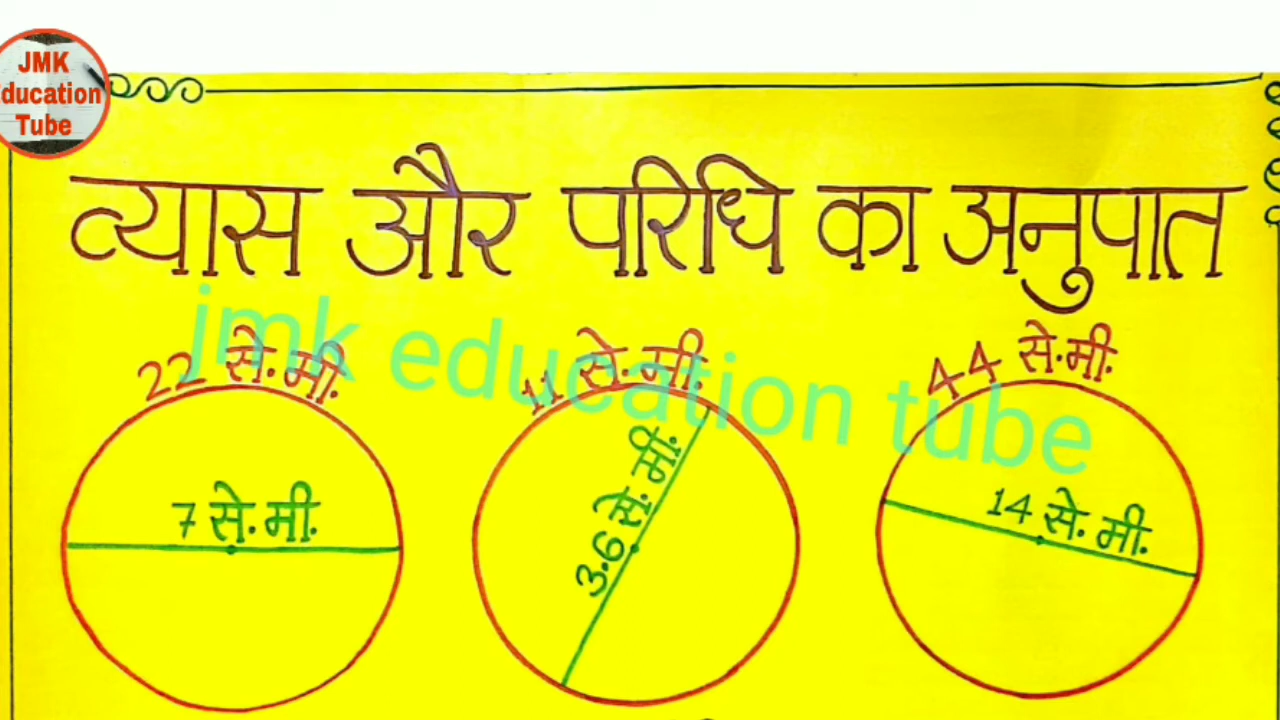 JMK
ducation
Tube
व्यास और परिधि का अनुपात
jmk education tube
22 से.मी.
11 से.मी.
44 से.मी.
7 से.मी.
3.6 से.मी.
14 से.मी.